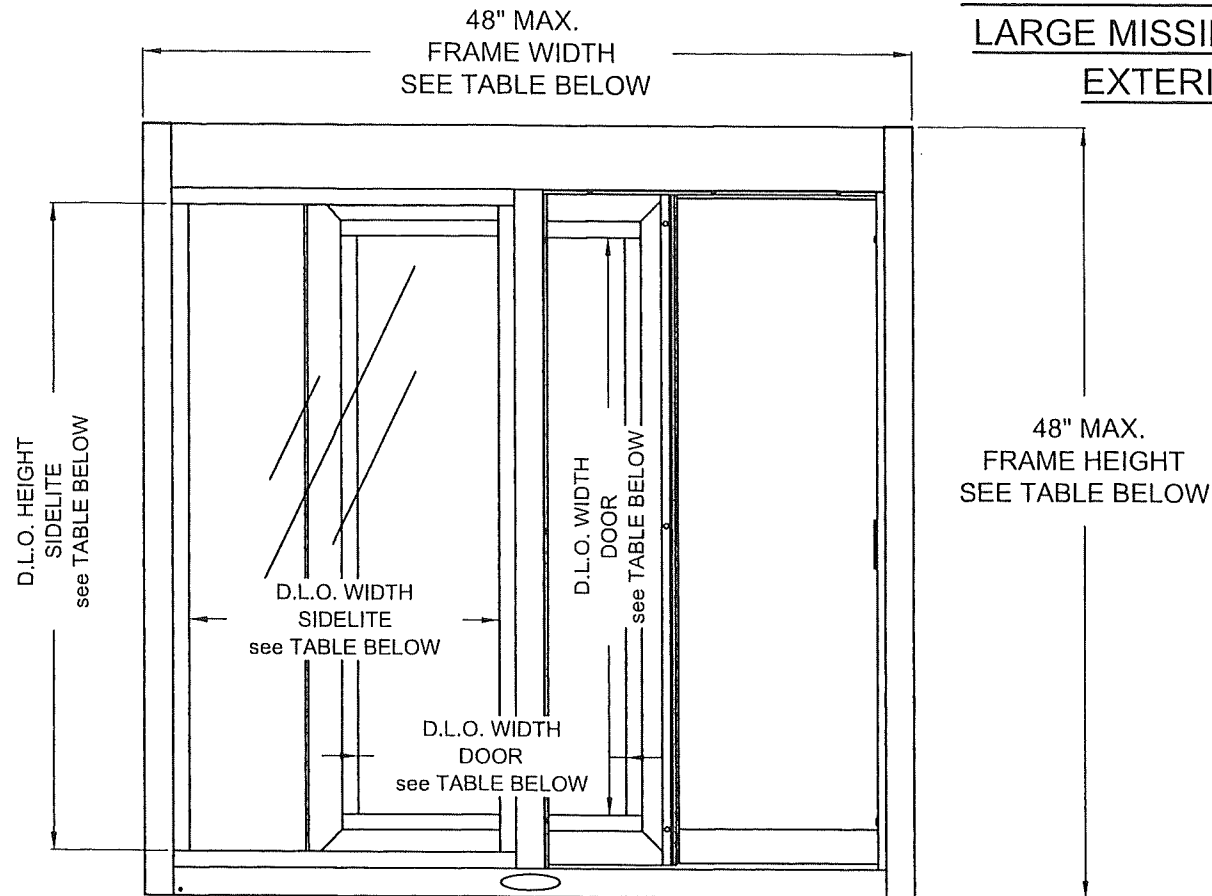 48" MAX.
FRAME WIDTH
SEE TABLE BELOW
LARGE
EXTERI
D.L.O. HEIGHT
SIDELITE
see TABLE BELOW
D.L.O. WIDTH
SIDELITE
see TABLE BELOW
D.L.O. WIDTH
DOOR
see TABLE BELOW
D.L.O. WIDTH
DOOR
see TABLE BELOW
48" MAX.
FRAME HEIGHT
SEE TABLE BELOW